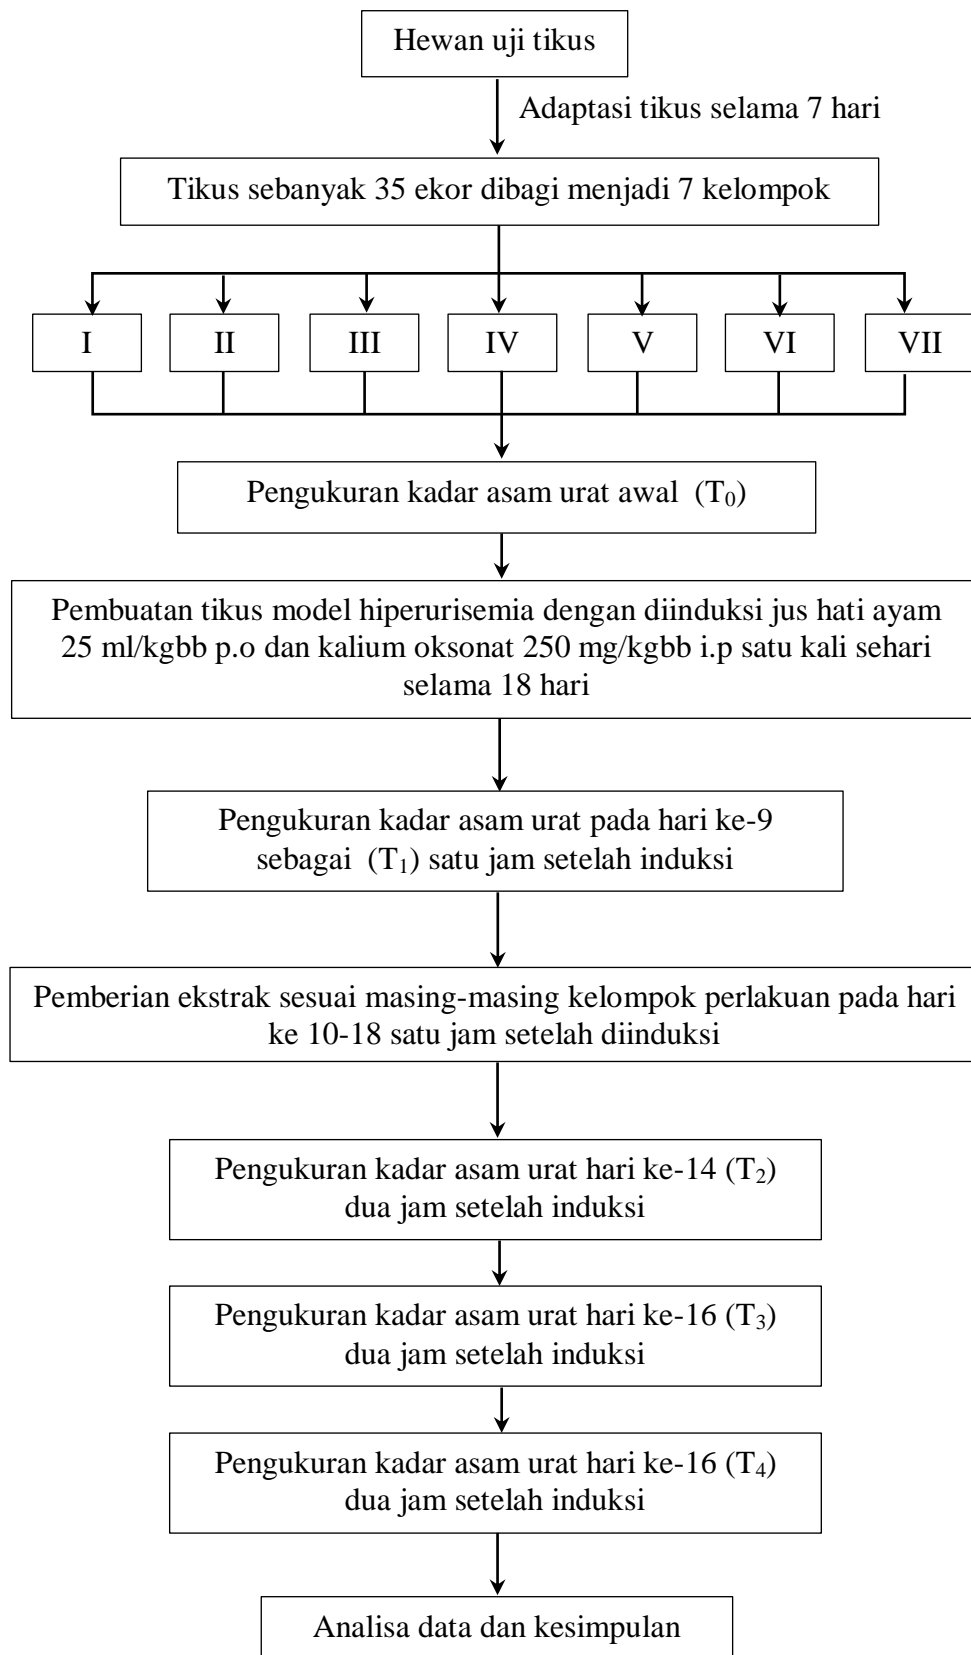 Hewan uji tikus
Adaptasi tikus selama 7 hari
Tikus sebanyak 35 ekor dibagi menjadi 7 kelompok
I II III IV V VI VII
Pengukuran kadar asam urat awal (T₀)
Pembuatan tikus model hiperurisemia dengan diinduksi jus hati ayam
25 ml/kgbb p.o dan kalium oksonat 250 mg/kgbb i.p satu kali sehari
selama 18 hari
Pengukuran kadar asam urat pada hari ke-9
sebagai (T₁) satu jam setelah induksi
Pemberian ekstrak sesuai masing-masing kelompok perlakuan pada hari
ke 10-18 satu jam setelah diinduksi
Pengukuran kadar asam urat hari ke-14 (T₂)
dua jam setelah induksi
Pengukuran kadar asam urat hari ke-16 (T₃)
dua jam setelah induksi
Pengukuran kadar asam urat hari ke-16 (T₄)
dua jam setelah induksi
Analisa data dan kesimpulan